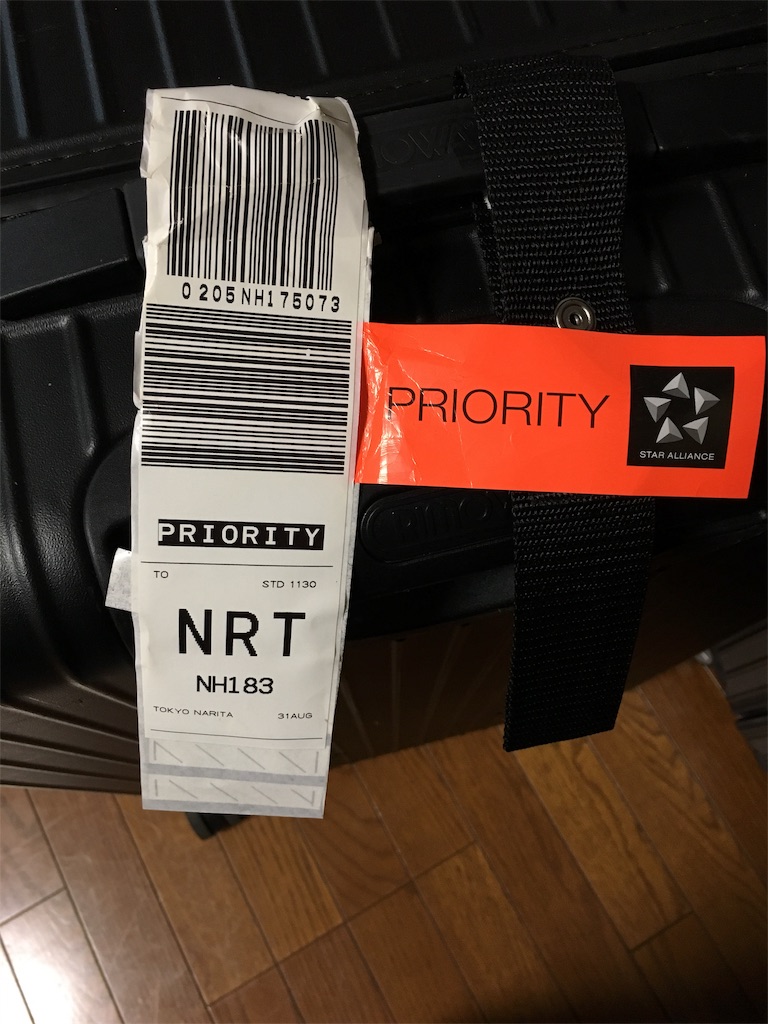 0205NH175073
PRIORITY
STAR ALLIANCE
PRIORITY
TO
STD 1130
NRT
NH183
TOKYO NARITA 31AUG